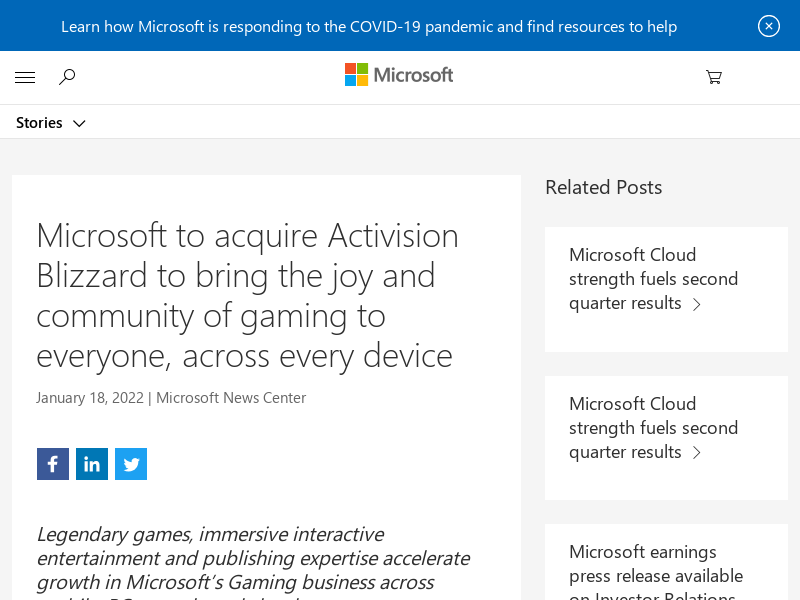 Learn how Microsoft is responding to the COVID-19 pandemic and find resources to help
Microsoft
Stories
Microsoft to acquire Activision
Blizzard to bring the joy and
community of gaming to
everyone, across every device
January 18, 2022 | Microsoft News Center
Legendary games, immersive interactive
entertainment and publishing expertise accelerate
growth in Microsoft’s Gaming business across
Related Posts
Microsoft Cloud
strength fuels second
quarter results
Microsoft Cloud
strength fuels second
quarter results
Microsoft earnings
press release available
on Investor Relations